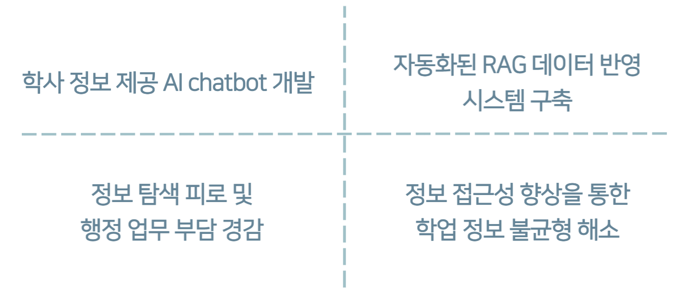 학사 정보 제공 AI chatbot 개발
자동화된 RAG 데이터 반영
시스템 구축
정보 탐색 피로 및
행정 업무 부담 경감
정보 접근성 향상을 통한
학업 정보 불균형 해소